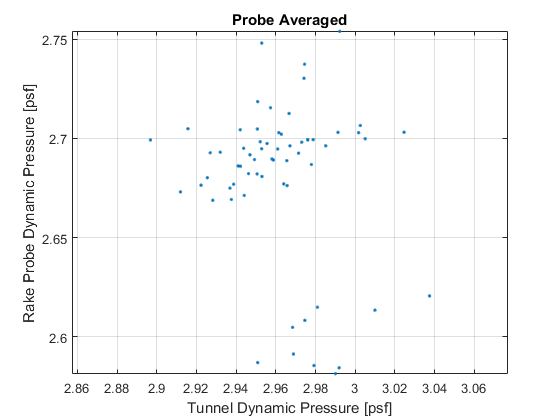 Probe Averaged
2.75
2.7
2.65
2.6
Rake Probe Dynamic Pressure [psf]
2.86 2.88 2.9 2.92 2.94 2.96 2.98 3 3.02 3.04 3.06
Tunnel Dynamic Pressure [psf]